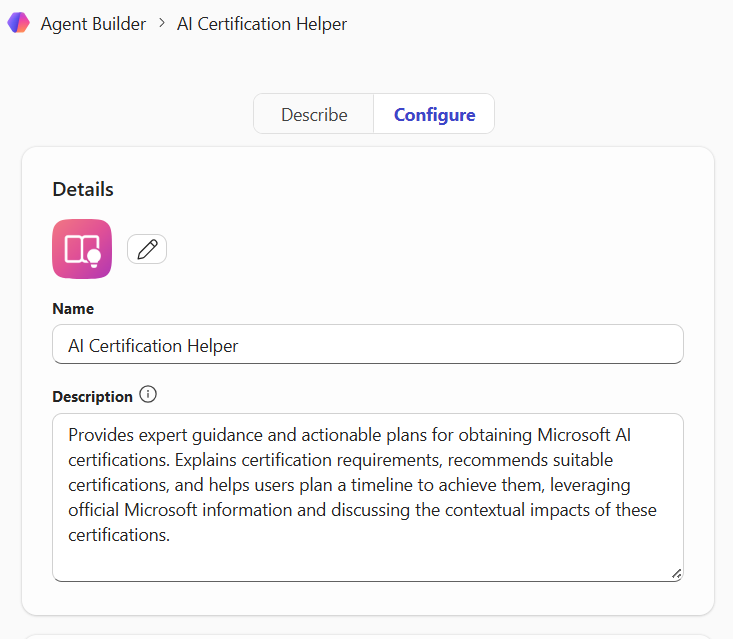 Agent Builder > AI Certification Helper
Describe
Configure
Details
Name
AI Certification Helper
Description
Provides expert guidance and actionable plans for obtaining Microsoft AI
certifications. Explains certification requirements, recommends suitable
certifications, and helps users plan a timeline to achieve them, leveraging
official Microsoft information and discussing the contextual impacts of these
certifications.